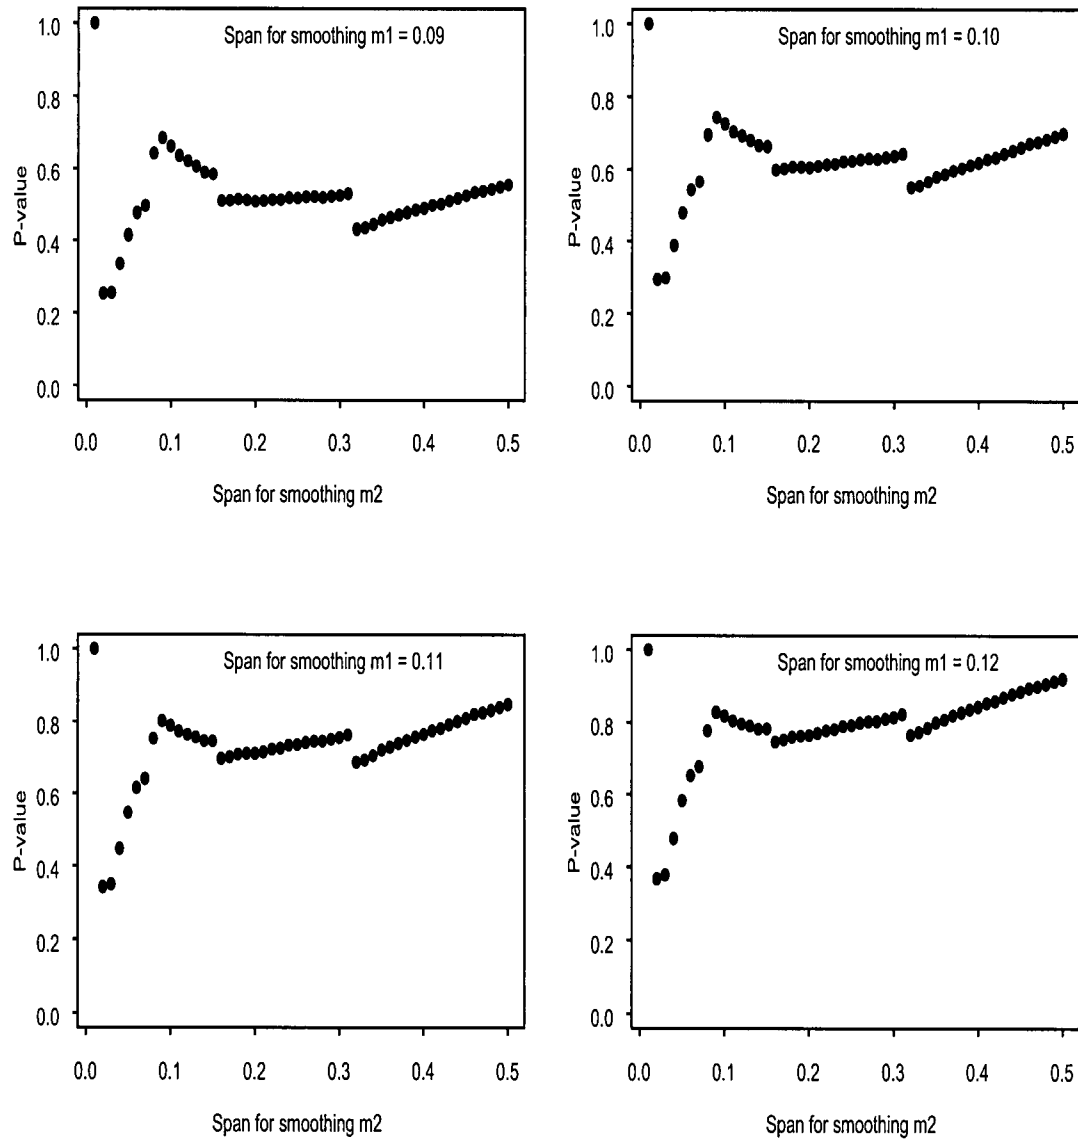 Span for smoothing m1 = 0.09
P-value
1.0
0.8
0.6
0.4
0.2
0.0
0.0 0.1 0.2 0.3 0.4 0.5
Span for smoothing m2
Span for smoothing m1 = 0.10
P-value
1.0
0.8
0.6
0.4
0.2
0.0
0.0 0.1 0.2 0.3 0.4 0.5
Span for smoothing m2
Span for smoothing m1 = 0.11
P-value
1.0
0.8
0.6
0.4
0.2
0.0
0.0 0.1 0.2 0.3 0.4 0.5
Span for smoothing m2
Span for smoothing m1 = 0.12
P-value
1.0
0.8
0.6
0.4
0.2
0.0
0.0 0.1 0.2 0.3 0.4 0.5
Span for smoothing m2